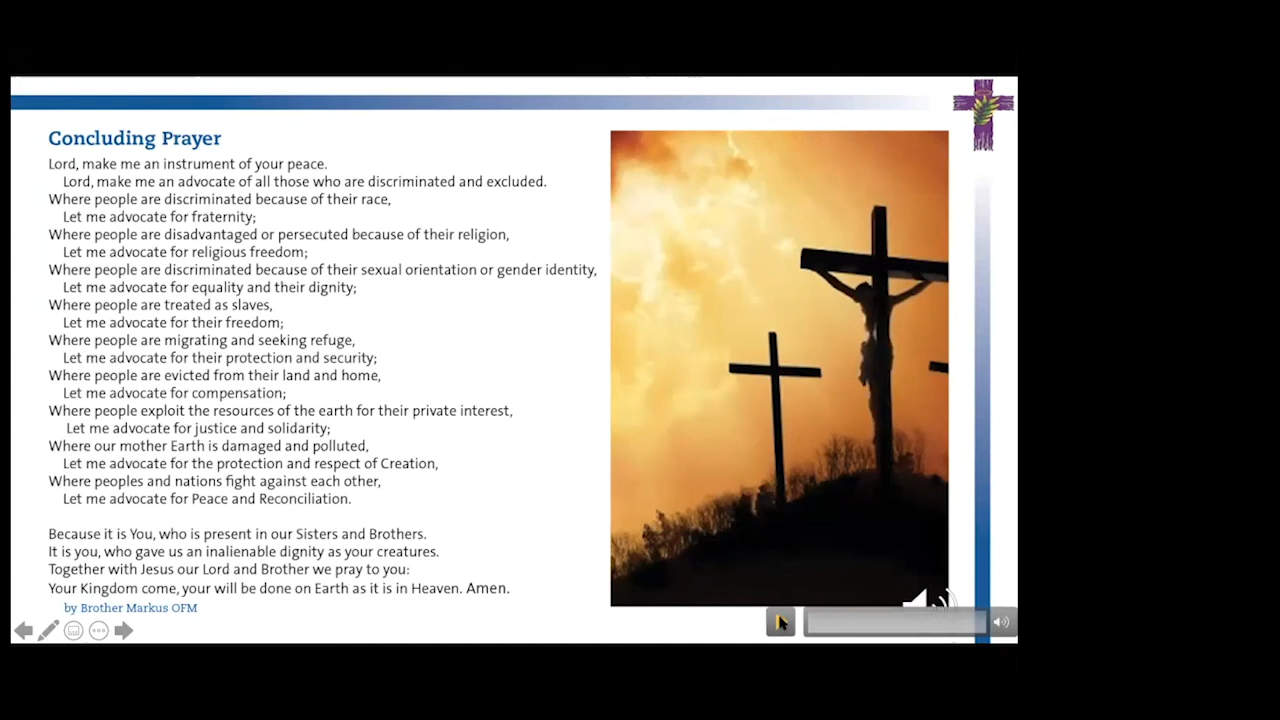 Concluding Prayer
Lord, make me an instrument of your peace.
Lord, make me an advocate of all those who are discriminated and excluded.
Where people are discriminated because of their race,
Let me advocate for fraternity;
Where people are disadvantaged or persecuted because of their religion,
Let me advocate for religious freedom;
Where people are discriminated because of their sexual orientation or gender identity,
Let me advocate for equality and their dignity;
Where people are treated as slaves,
Let me advocate for their freedom;
Where people are migrating and seeking refuge,
Let me advocate for their protection and security;
Where people are evicted from their land and home,
Let me advocate for compensation;
Where people exploit the resources of the earth for their private interest,
Let me advocate for justice and solidarity;
Where our mother Earth is damaged and polluted,
Let me advocate for the protection and respect of Creation,
Where peoples and nations fight against each other,
Let me advocate for Peace and Reconciliation.
Because it is You, who is present in our Sisters and Brothers.
It is you, who gave us an inalienable dignity as your creatures.
Together with Jesus our Lord and Brother we pray to you:
Your Kingdom come, your will be done on Earth as it is in Heaven. Amen.
by Brother Markus OFM